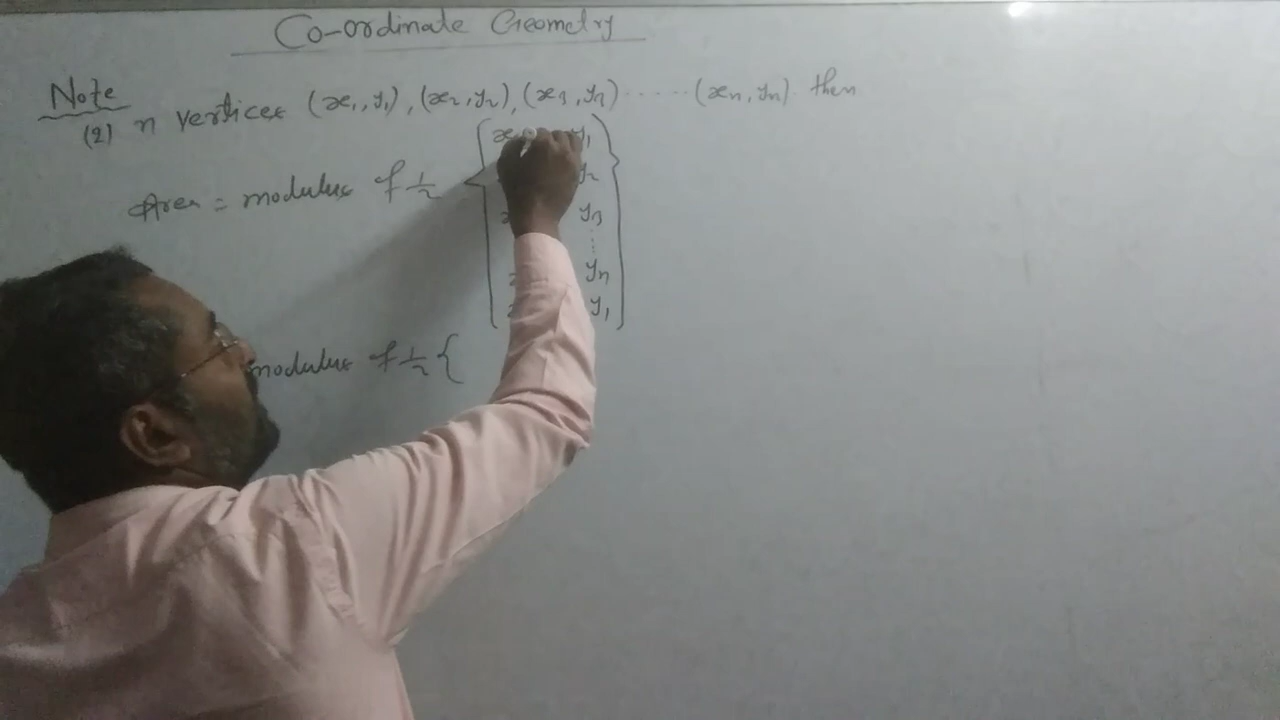 Co-ordinate Geometry
Note
(2) n vertices (x₁, y₁), (x₂, y₂), (x₃, y₃) ...... (xₙ, yₙ) then
Area = modulus of 1/2 { x y₁
y₂
x y₃
⋮
x yₙ
x y₁ }
modulus of 1/2 {